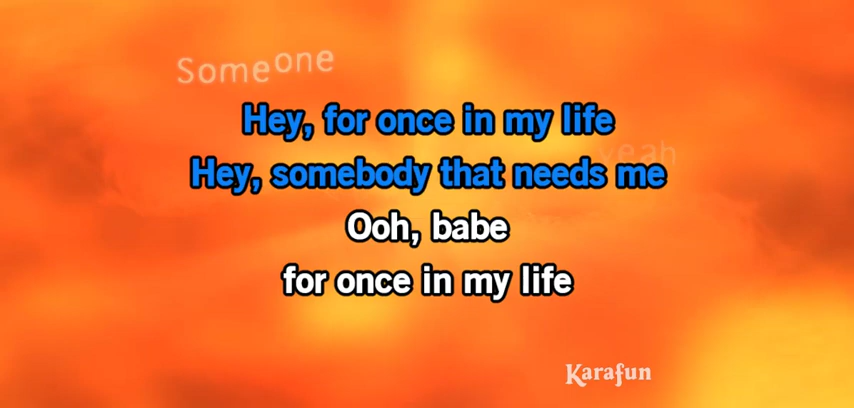 Someone
Hey, for once in my life
yeah
Hey, somebody that needs me
Ooh, babe
for once in my life
Karafun